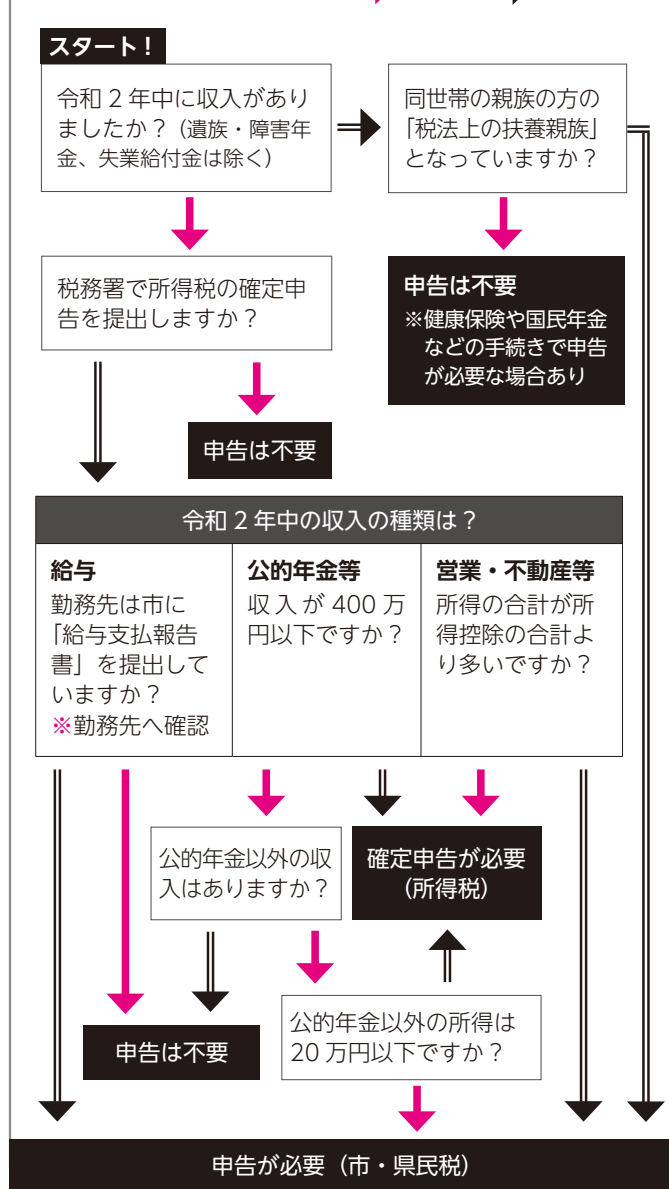 スタート！
令和２年中に収入があり
ましたか？（遺族・障害年
金、失業給付金は除く）
同世帯の親族の方の
「税法上の扶養親族」
となっていますか？
税務署で所得税の確定申
告を提出しますか？
申告は不要
※健康保険や国民年金
などの手続きで申告
が必要な場合あり
申告は不要
令和２年中の収入の種類は？
給与
勤務先は市に
「給与支払報告
書」を提出して
いますか？
※勤務先へ確認
公的年金等
収入が400万
円以下ですか？
営業・不動産等
所得の合計が所
得控除の合計よ
り多いですか？
公的年金以外の収
入はありますか？
確定申告が必要
（所得税）
申告は不要
公的年金以外の所得は
20万円以下ですか？
申告が必要（市・県民税）